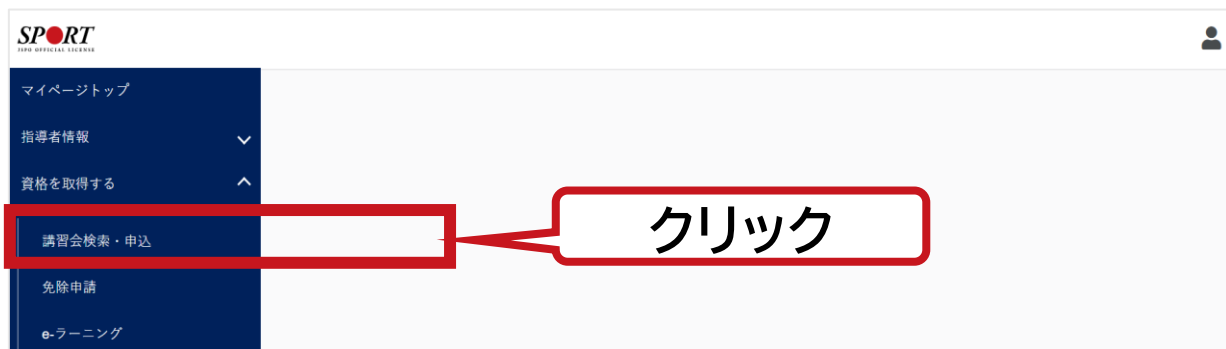 SPORT
JSPO OFFICIAL LICENSE
マイページトップ
指導者情報
資格を取得する
講習会検索・申込
クリック
免除申請
e-ラーニング